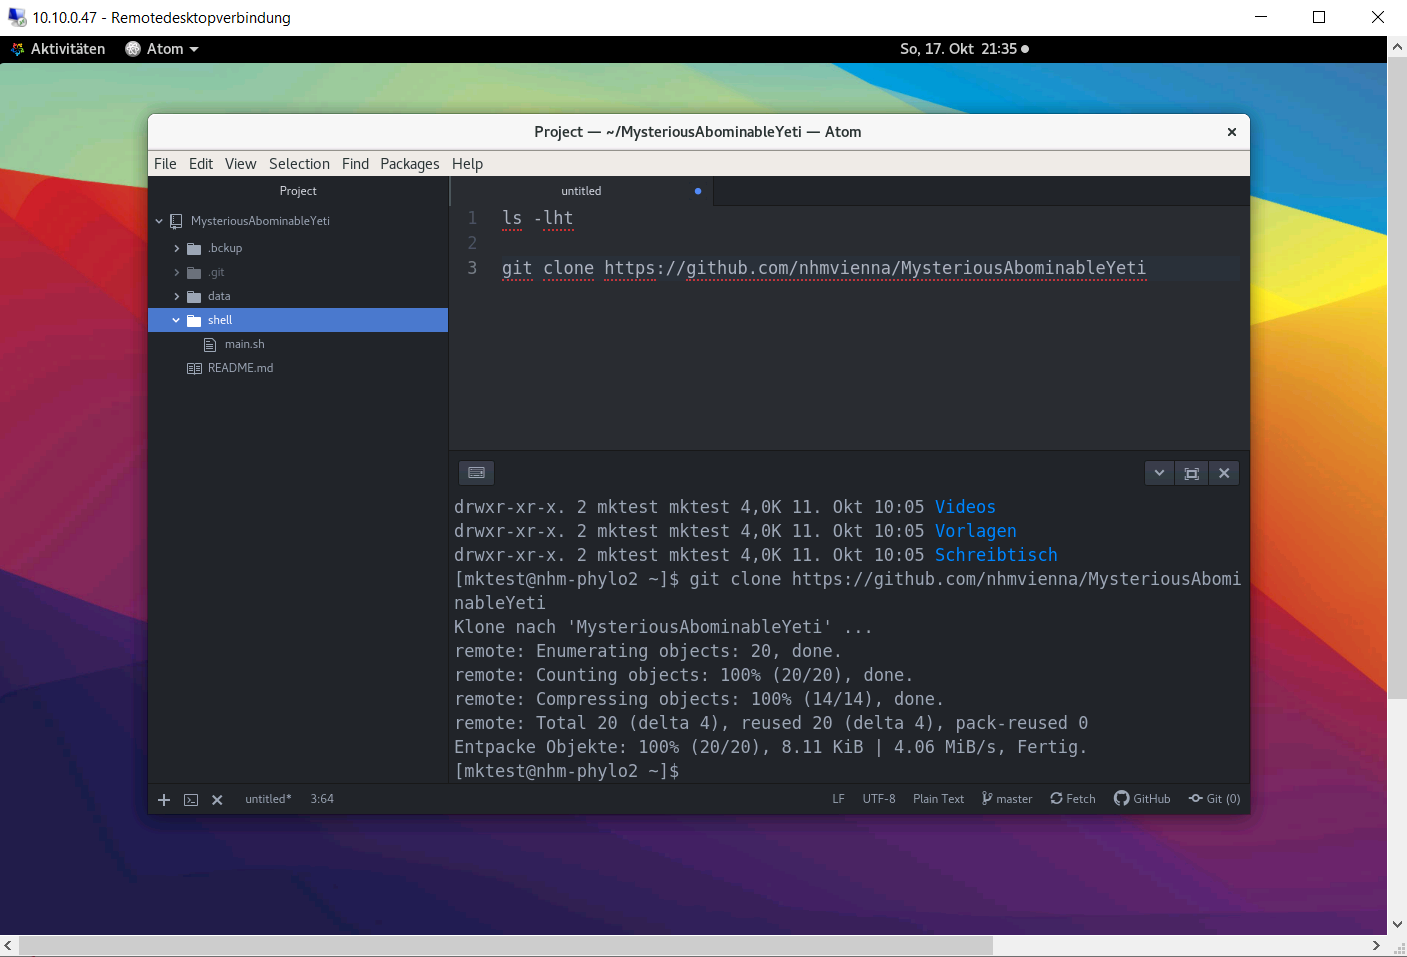 10.10.0.47 - Remotedesktopverbindung
Aktivitäten Atom So, 17. Okt 21:35
Project — ~/MysteriousAbominableYeti — Atom
File Edit View Selection Find Packages Help
Project
MysteriousAbominableYeti
.bckup
.git
data
shell
main.sh
README.md
untitled
1 ls -lht
2
3 git clone https://github.com/nhmvienna/MysteriousAbominableYeti
drwxr-xr-x. 2 mktest mktest 4,0K 11. Okt 10:05 Videos
drwxr-xr-x. 2 mktest mktest 4,0K 11. Okt 10:05 Vorlagen
drwxr-xr-x. 2 mktest mktest 4,0K 11. Okt 10:05 Schreibtisch
[mktest@nhm-phylo2 ~]$ git clone https://github.com/nhmvienna/MysteriousAbomi
nableYeti
Klone nach 'MysteriousAbominableYeti' ...
remote: Enumerating objects: 20, done.
remote: Counting objects: 100% (20/20), done.
remote: Compressing objects: 100% (14/14), done.
remote: Total 20 (delta 4), reused 20 (delta 4), pack-reused 0
Entpacke Objekte: 100% (20/20), 8.11 KiB | 4.06 MiB/s, Fertig.
[mktest@nhm-phylo2 ~]$
untitled* 3:64 LF UTF-8 Plain Text master Fetch GitHub Git (0)